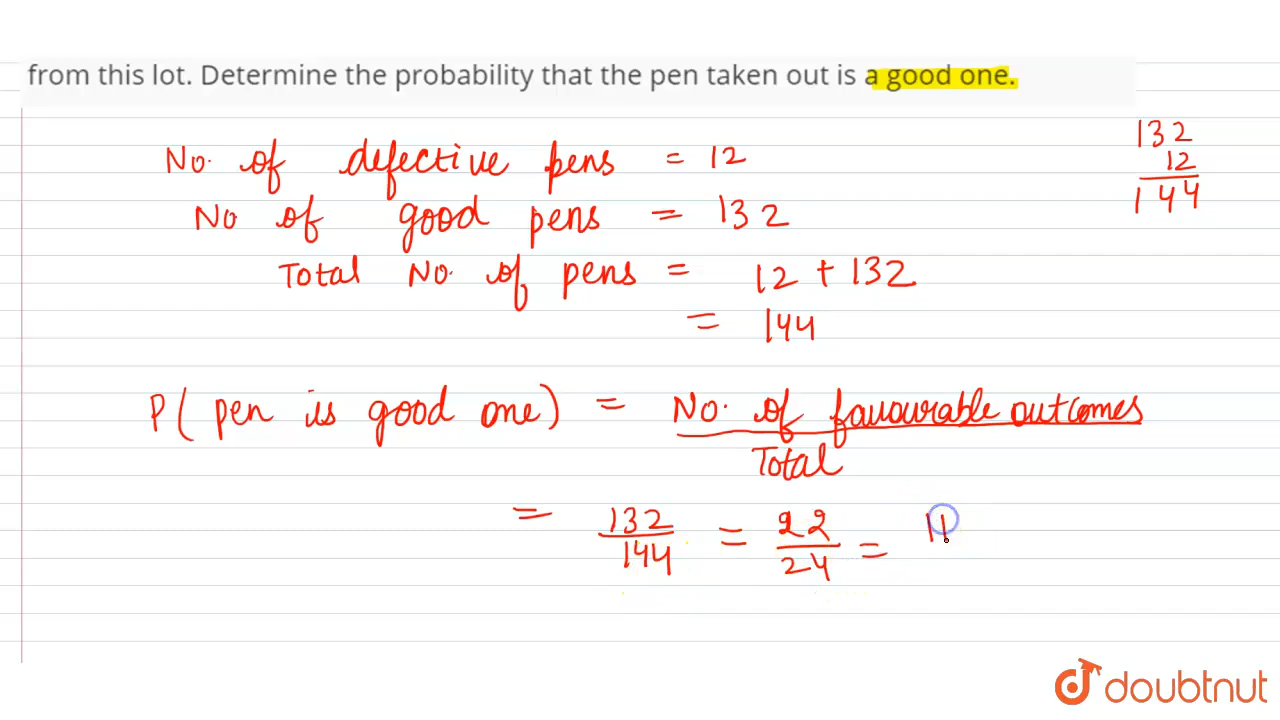 from this lot. Determine the probability that the pen taken out is a good one.
132
12
144
No. of defective pens = 12
No of good pens = 132
Total No. of pens = 12 + 132
= 144
P( pen is good one) = No. of favourable outcomes
Total
= 132/144 = 22/24 = 11
doubtnut